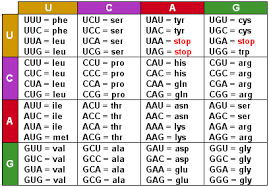 U C A G
U
UUU = phe UCU = ser UAU = tyr UGU = cys
UUC = phe UCC = ser UAC = tyr UGC = cys
UUA = leu UCA = ser UAA = stop UGA = stop
UUG = leu UCG = ser UAG = stop UGG = trp
C
CUU = leu CCU = pro CAU = his CGU = arg
CUC = leu CCC = pro CAC = his CGC = arg
CUA = leu CCA = pro CAA = gln CGA = arg
CUG = leu CCG = pro CAG = gln CGG = arg
A
AUU = ile ACU = thr AAU = asn AGU = ser
AUC = ile ACC = thr AAC = asn AGC = ser
AUA = ile ACA = thr AAA = lys AGA = arg
AUG = met ACG = thr AAG = lys AGG = arg
G
GUU = val GCU = ala GAU = asp GGU = gly
GUC = val GCC = ala GAC = asp GGC = gly
GUA = val GCA = ala GAA = glu GGA = gly
GUG = val GCG = ala GAG = glu GGG = gly